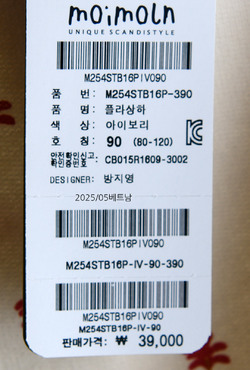 moimoln
UNIQUE SCANDISTYLE
M254STB16PIV090
품 번: M254STB16P-390
품 명: 플라상하
색 상: 아이보리
호 칭: 90 (80-120)
안전확인신고
확인증번호: CB015R1609-3002
DESIGNER: 방지영
2025/05베트남
M254STB16PIV090
M254STB16P-IV-90-390
M254STB16PIV090
M254STB16P-IV-90
판매가격: ₩ 39,000